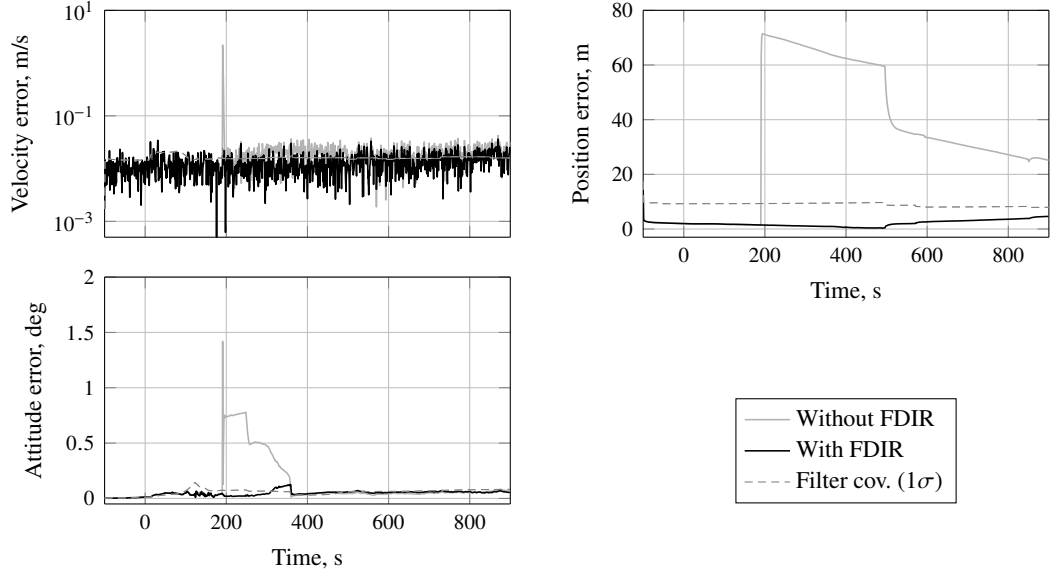 10^1
10^−1
10^−3
Velocity error, m/s
80
60
40
20
0
Position error, m
0 200 400 600 800
Time, s
2
1.5
1
0.5
0
Attitude error, deg
0 200 400 600 800
Time, s
Without FDIR
With FDIR
Filter cov. (1σ)